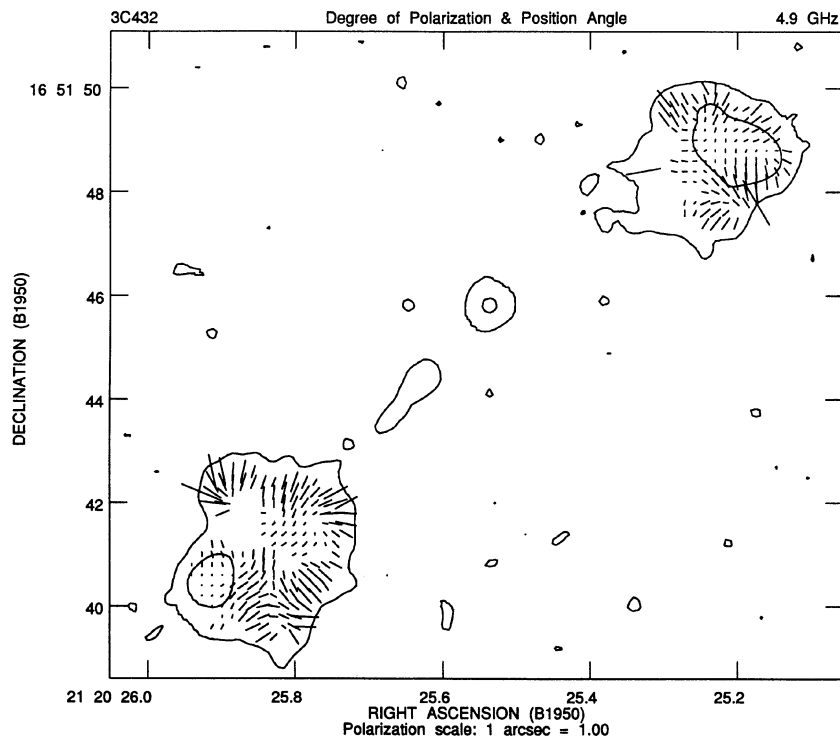 3C432 Degree of Polarization & Position Angle 4.9 GHz
16 51 50
48
46
44
42
40
DECLINATION (B1950)
21 20 26.0 25.8 25.6 25.4 25.2
RIGHT ASCENSION (B1950)
Polarization scale: 1 arcsec = 1.00